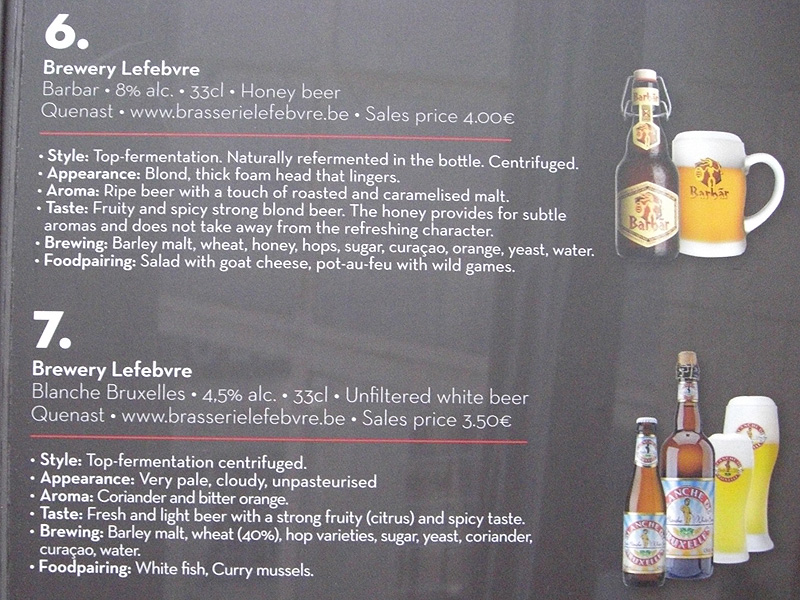 6.
Brewery Lefebvre
Barbar • 8% alc. • 33cl • Honey beer
Quenast • www.brasserielefebvre.be • Sales price 4.00€
• Style: Top-fermentation. Naturally refermented in the bottle. Centrifuged.
• Appearance: Blond, thick foam head that lingers.
• Aroma: Ripe beer with a touch of roasted and caramelised malt.
• Taste: Fruity and spicy strong blond beer. The honey provides for subtle
aromas and does not take away from the refreshing character.
• Brewing: Barley malt, wheat, honey, hops, sugar, curaçao, orange, yeast, water.
• Foodpairing: Salad with goat cheese, pot-au-feu with wild games.
Barbār
Barbār
Barbār
7.
Brewery Lefebvre
Blanche Bruxelles • 4,5% alc. • 33cl • Unfiltered white beer
Quenast • www.brasserielefebvre.be • Sales price 3.50€
• Style: Top-fermentation centrifuged.
• Appearance: Very pale, cloudy, unpasteurised
• Aroma: Coriander and bitter orange.
• Taste: Fresh and light beer with a strong fruity (citrus) and spicy taste.
• Brewing: Barley malt, wheat (40%), hop varieties, sugar, yeast, coriander,
curaçao, water.
• Foodpairing: White fish, Curry mussels.